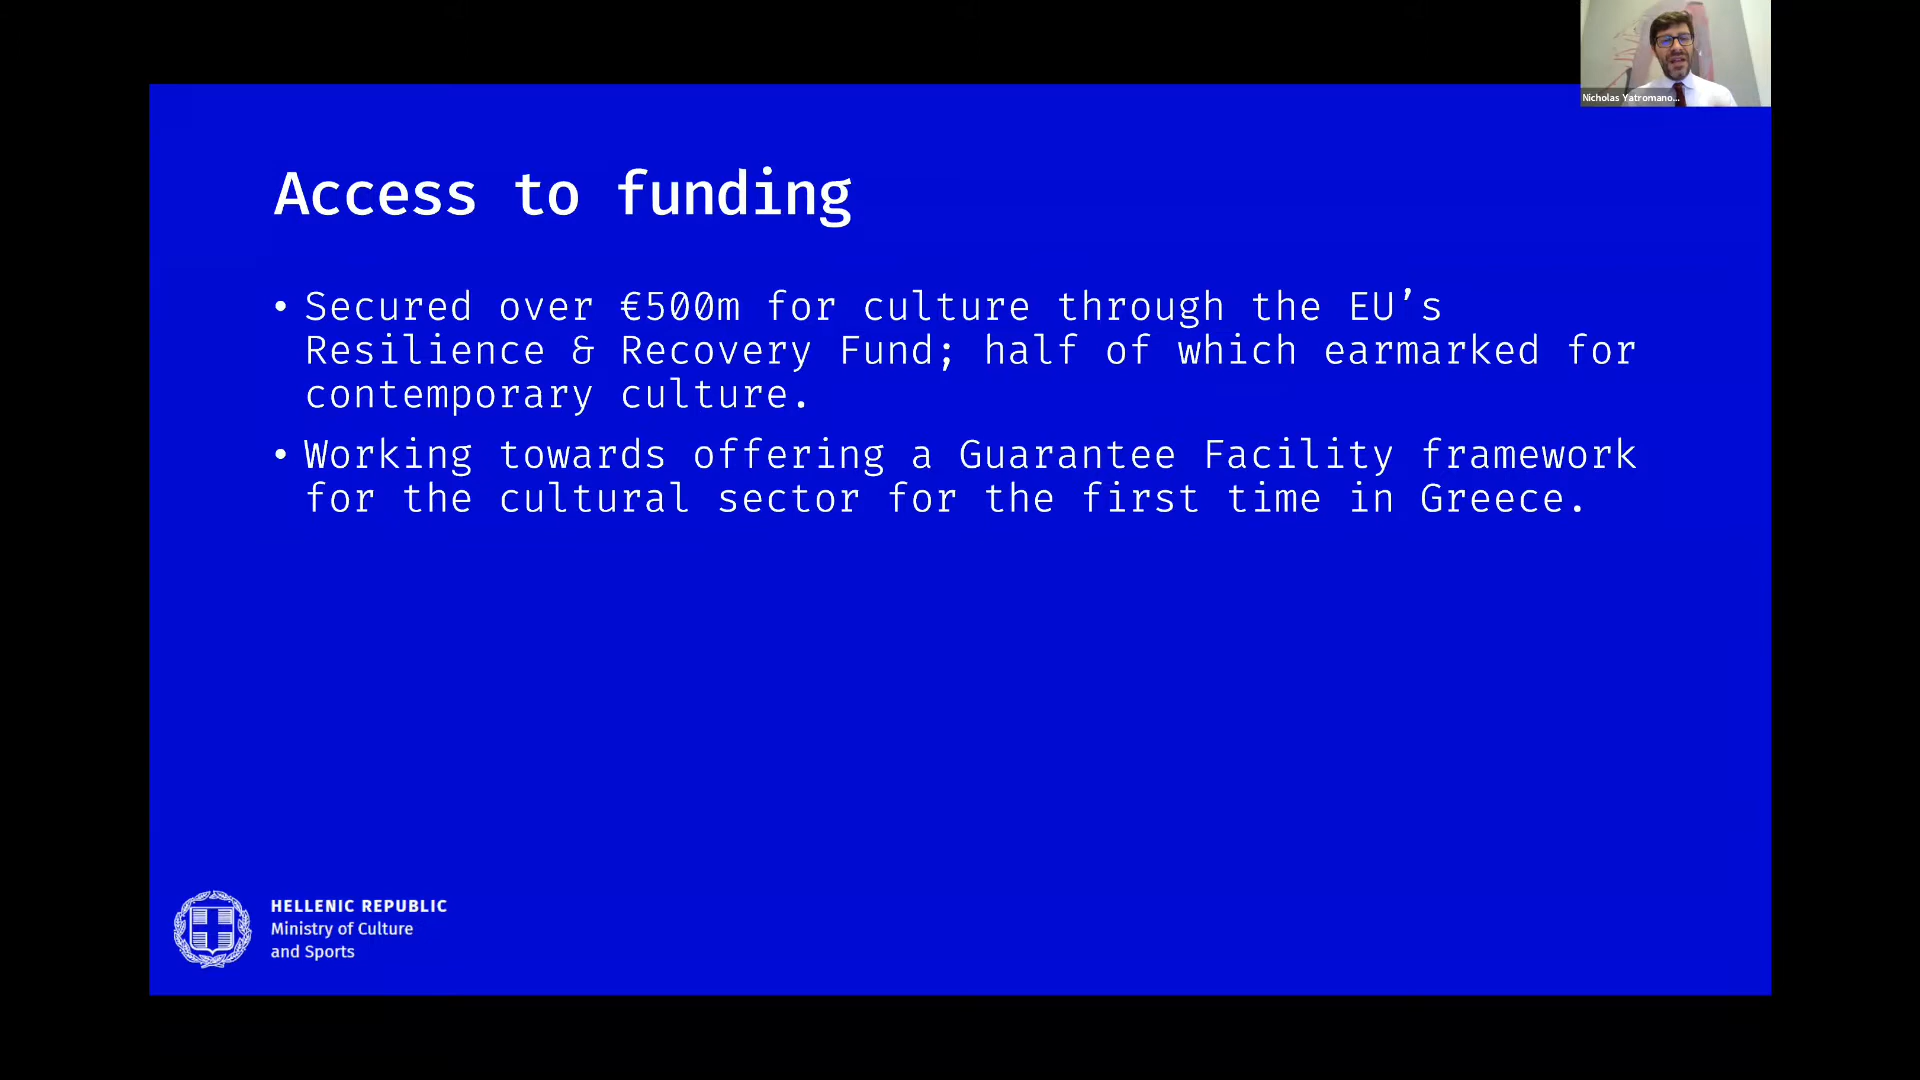 Nicholas Yatromano...
Access to funding
• Secured over €500m for culture through the EU’s
Resilience & Recovery Fund; half of which earmarked for
contemporary culture.
• Working towards offering a Guarantee Facility framework
for the cultural sector for the first time in Greece.
HELLENIC REPUBLIC
Ministry of Culture
and Sports